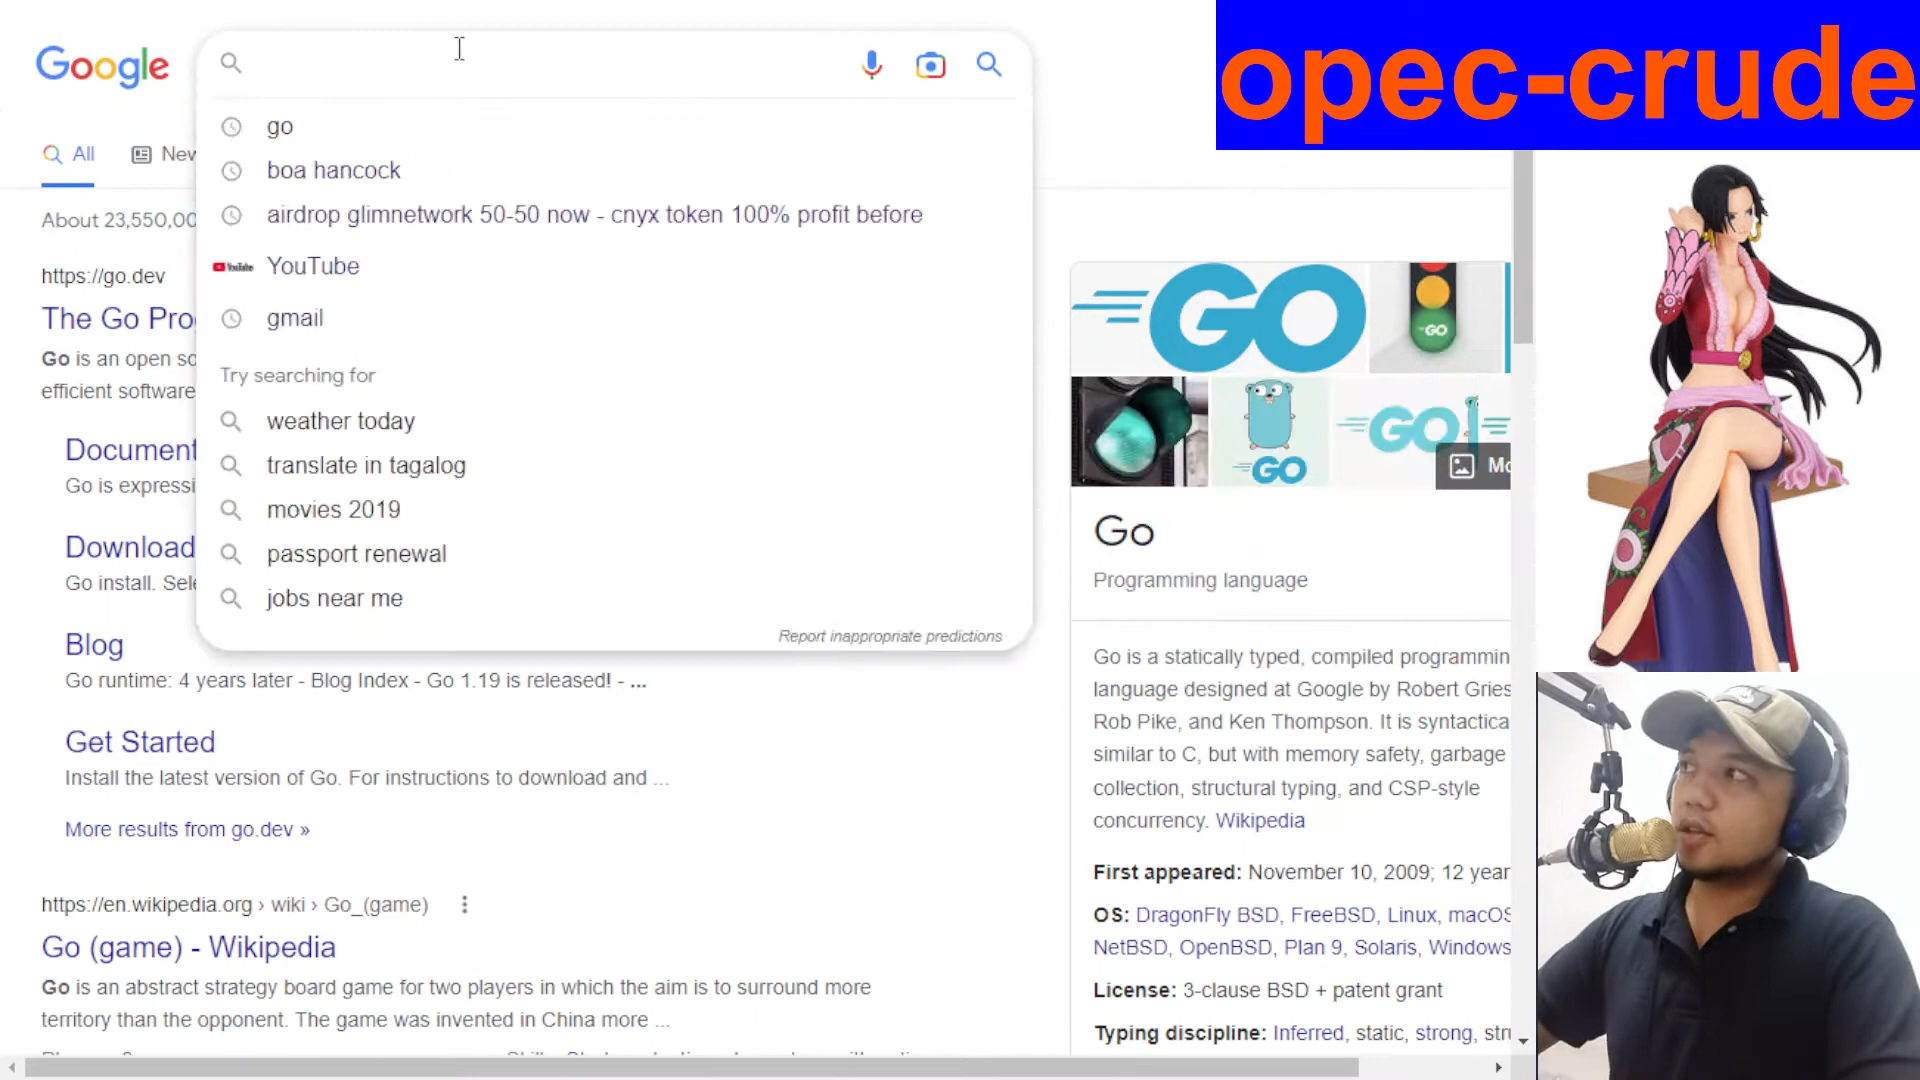 opec-crude
Google
go
boa hancock
airdrop glimnetwork 50-50 now - cnyx token 100% profit before
YouTube YouTube
gmail
Try searching for
weather today
translate in tagalog
movies 2019
passport renewal
jobs near me
Report inappropriate predictions
All New
About 23,550,00
https://go.dev
The Go Pro
Go is an open so
efficient software
Document
Go is expressi
Download
Go install. Sele
Blog
Go runtime: 4 years later - Blog Index - Go 1.19 is released! - ...
Get Started
Install the latest version of Go. For instructions to download and ...
More results from go.dev »
https://en.wikipedia.org › wiki › Go_(game)
Go (game) - Wikipedia
Go is an abstract strategy board game for two players in which the aim is to surround more
territory than the opponent. The game was invented in China more ...
GO
GO
GO
GO
Mo
Go
Programming language
Go is a statically typed, compiled programmin
language designed at Google by Robert Gries
Rob Pike, and Ken Thompson. It is syntactica
similar to C, but with memory safety, garbage
collection, structural typing, and CSP-style
concurrency. Wikipedia
First appeared: November 10, 2009; 12 year
OS: DragonFly BSD, FreeBSD, Linux, macOS
NetBSD, OpenBSD, Plan 9, Solaris, Windows
License: 3-clause BSD + patent grant
Typing discipline: Inferred, static, strong, stru